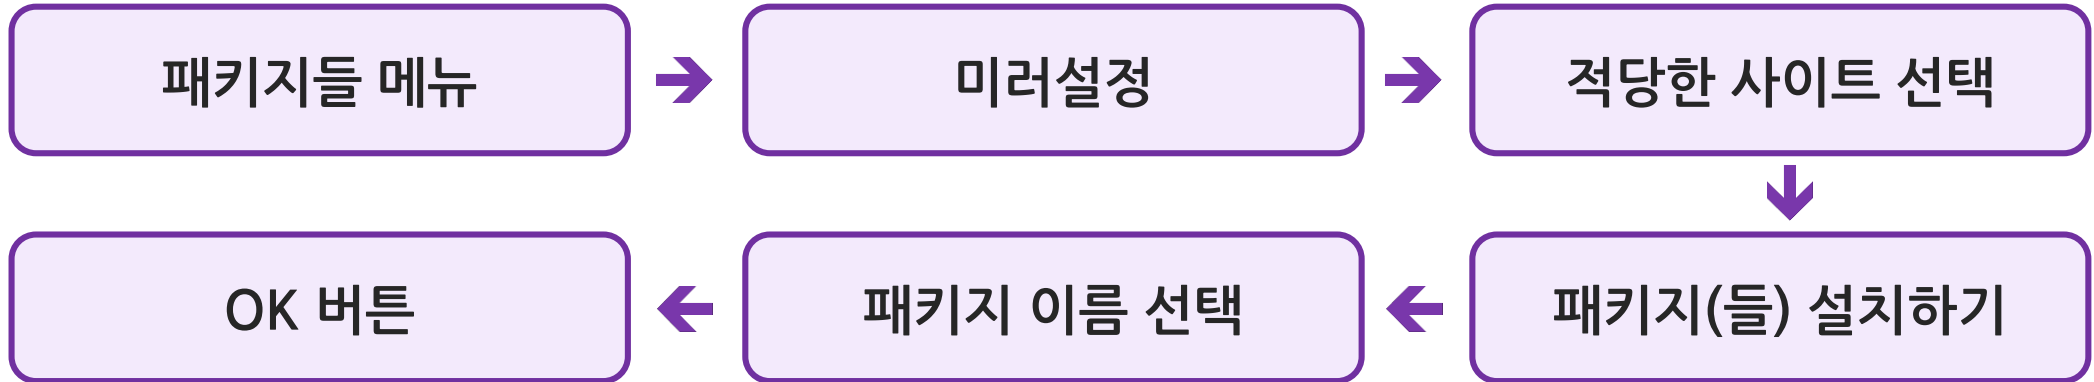 패키지들 메뉴
미러설정
적당한 사이트 선택
패키지(들) 설치하기
패키지 이름 선택
OK 버튼